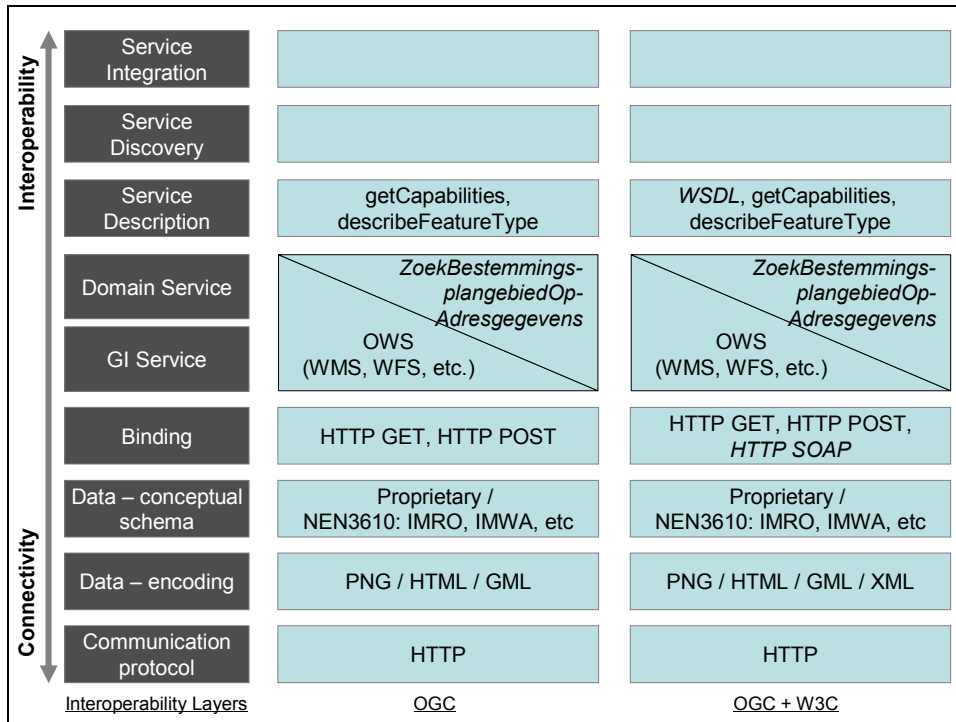 Interoperability
Connectivity
Service
Integration
Service
Discovery
Service
Description
getCapabilities,
describeFeatureType
WSDL, getCapabilities,
describeFeatureType
Domain Service
GI Service
ZoekBestemmings-
plangebiedOp-
Adresgegevens
OWS
(WMS, WFS, etc.)
ZoekBestemmings-
plangebiedOp-
Adresgegevens
OWS
(WMS, WFS, etc.)
Binding
HTTP GET, HTTP POST
HTTP GET, HTTP POST,
HTTP SOAP
Data – conceptual
schema
Proprietary /
NEN3610: IMRO, IMWA, etc
Proprietary /
NEN3610: IMRO, IMWA, etc
Data – encoding
PNG / HTML / GML
PNG / HTML / GML / XML
Communication
protocol
HTTP
HTTP
Interoperability Layers
OGC
OGC + W3C